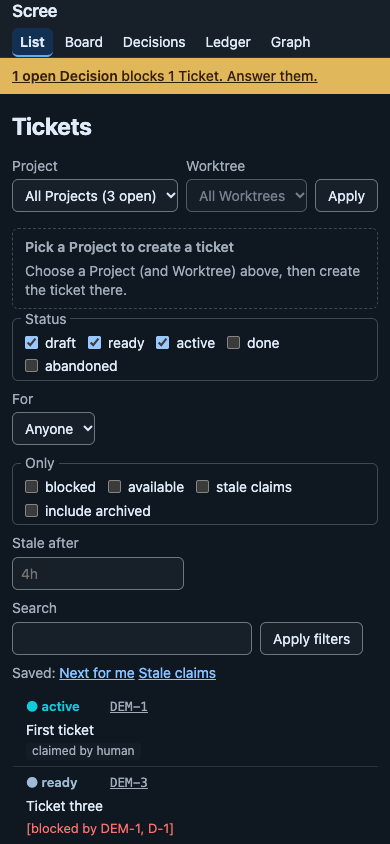 Scree
List Board Decisions Ledger Graph
1 open Decision blocks 1 Ticket. Answer them.
Tickets
Project Worktree
All Projects (3 open) All Worktrees Apply
Pick a Project to create a ticket
Choose a Project (and Worktree) above, then create
the ticket there.
Status
draft ready active done
abandoned
For
Anyone
Only
blocked available stale claims
include archived
Stale after
4h
Search
Apply filters
Saved: Next for me Stale claims
active DEM-1
First ticket
claimed by human
ready DEM-3
Ticket three
[blocked by DEM-1, D-1]